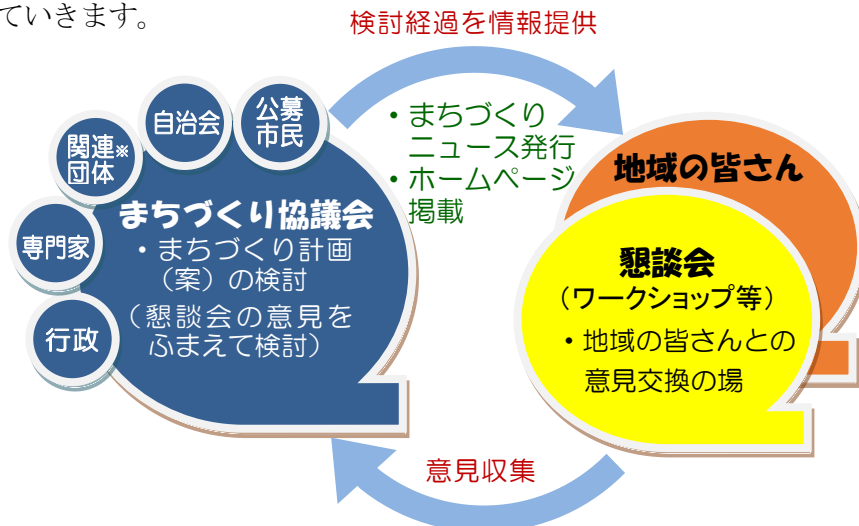 ていきます。
検討経過を情報提供
公募
市民
自治会
関連※
団体
専門家
行政
まちづくり協議会
・まちづくり計画
（案）の検討
（懇談会の意見を
ふまえて検討）
・まちづくり
ニュース発行
・ホームページ
掲載
地域の皆さん
懇談会
（ワークショップ等）
・地域の皆さんとの
意見交換の場
意見収集